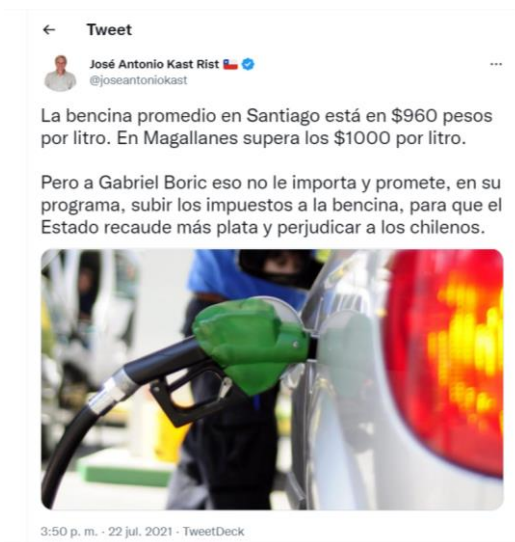 Tweet
José Antonio Kast Rist 🇨🇱
@joseantoniokast
La bencina promedio en Santiago está en $960 pesos
por litro. En Magallanes supera los $1000 por litro.
Pero a Gabriel Boric eso no le importa y promete, en su
programa, subir los impuestos a la bencina, para que el
Estado recaude más plata y perjudicar a los chilenos.
3:50 p. m. · 22 jul. 2021 · TweetDeck